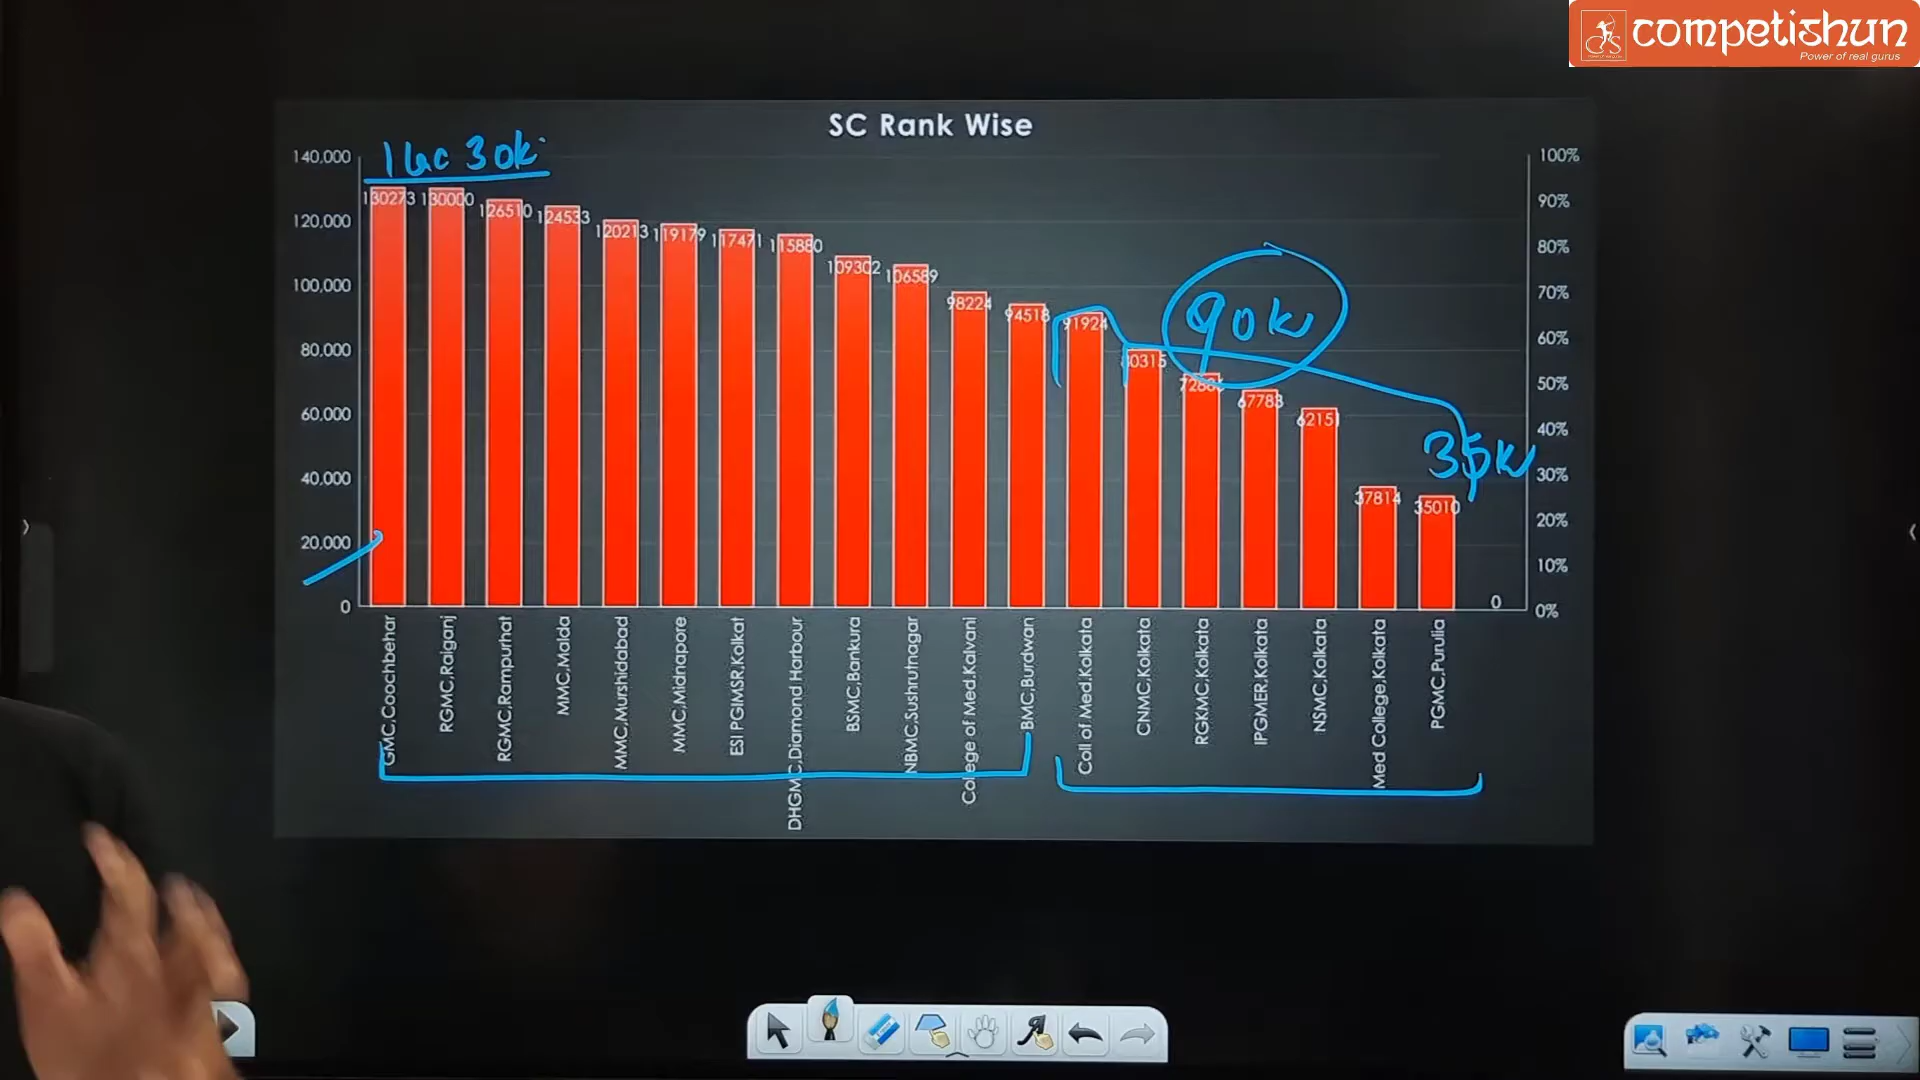 competishun
Power of real gurus
SC Rank Wise
1 lac 30k
140,000
120,000
100,000
80,000
60,000
40,000
20,000
0
130273 130000 126510 124533 120213 119179 117471 115880 109302 106589 98224 94518 91924 80315 67783 62151 37814 35010 0
90k
35k
100%
90%
80%
70%
60%
50%
40%
30%
20%
10%
0%
GMC,Coochbehar
RGMC,Raiganj
RGMC,Rampurhat
MMC,Malda
MMC,Murshidabad
MMC,Midnapore
ESI PGIMSR,Kolkat
DHGMC,Diamond Harbour
BSMC,Bankura
NBMC,Sushrutnagar
College of Med,Kalyani
BMC,Burdwan
Coll of Med,Kolkata
CNMC,Kolkata
RGKMC,Kolkata
IPGMER,Kolkata
NSMC,Kolkata
Med College,Kolkata
PGMC,Purulia